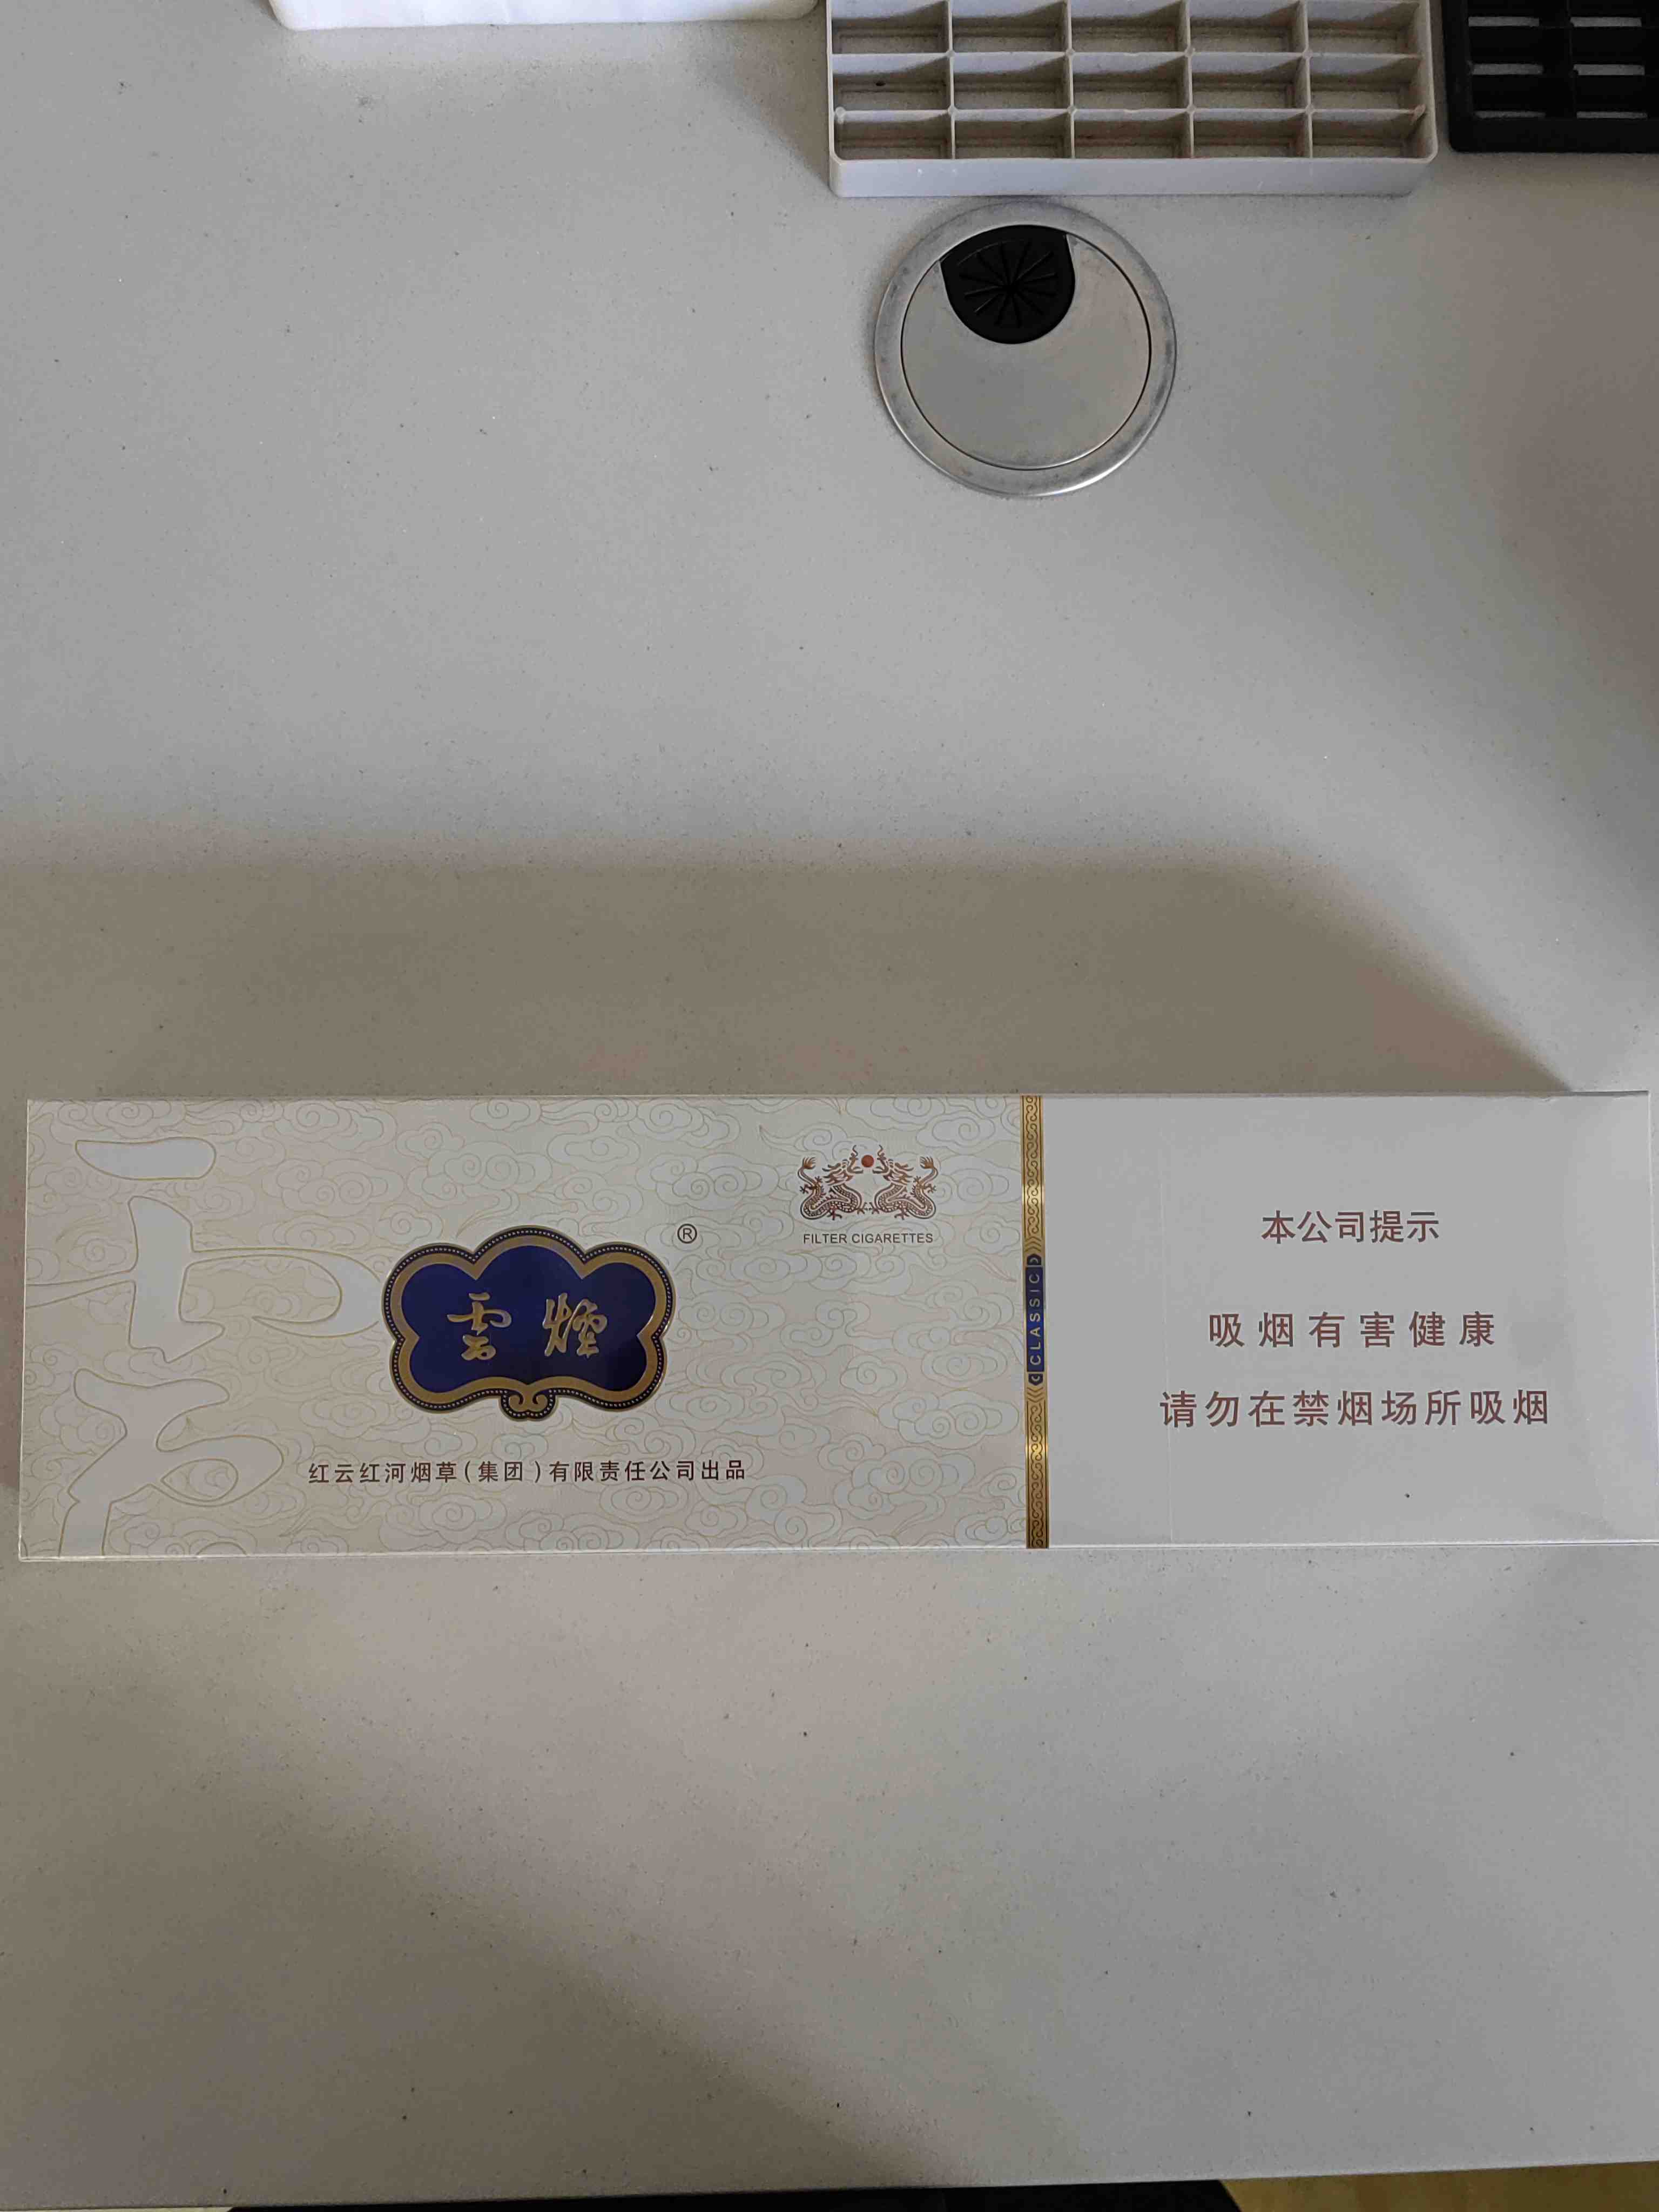 雲煙
®
FILTER CIGARETTES
红云红河烟草(集团)有限责任公司出品
CLASSIC
本公司提示
吸烟有害健康
请勿在禁烟场所吸烟